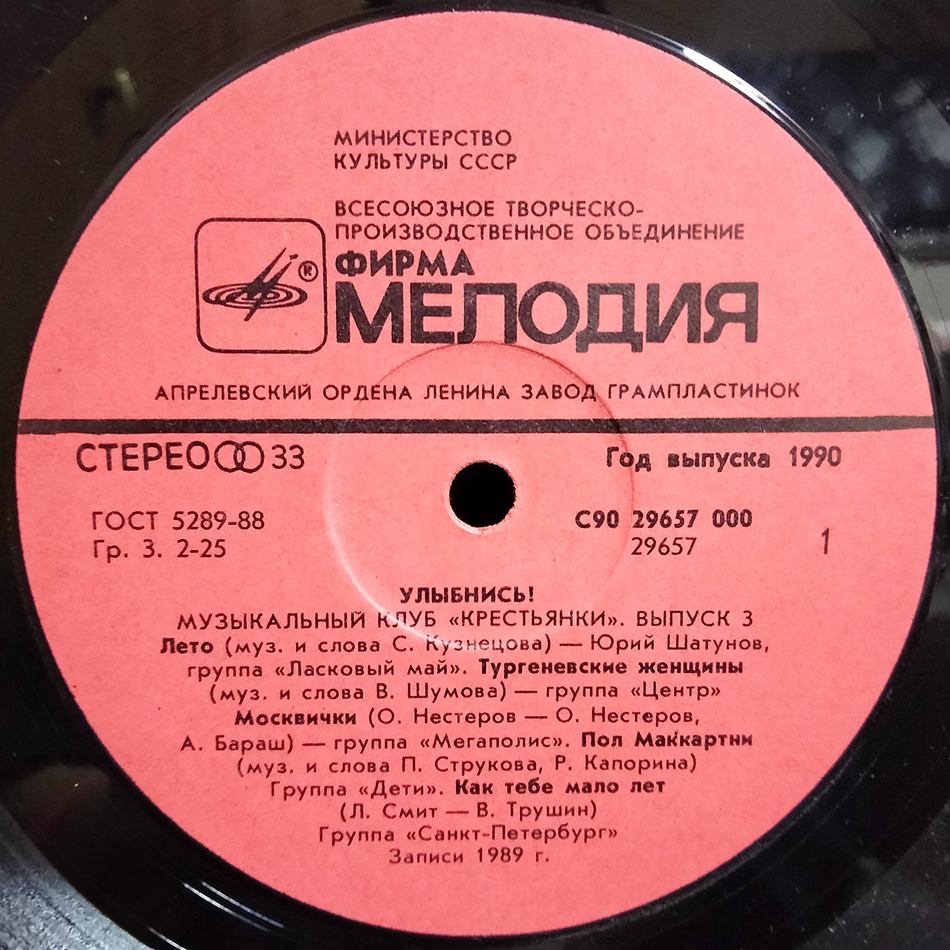 МИНИСТЕРСТВО
КУЛЬТУРЫ СССР
ВСЕСОЮЗНОЕ ТВОРЧЕСКО-
ПРОИЗВОДСТВЕННОЕ ОБЪЕДИНЕНИЕ
ФИРМА
®
МЕЛОДИЯ
АПРЕЛЕВСКИЙ ОРДЕНА ЛЕНИНА ЗАВОД ГРАМПЛАСТИНОК
СТЕРЕО 33
Год выпуска 1990
ГОСТ 5289-88
С90 29657 000
Гр. 3. 2-25
29657
1
УЛЫБНИСЬ!
МУЗЫКАЛЬНЫЙ КЛУБ «КРЕСТЬЯНКИ». ВЫПУСК 3
Лето (муз. и слова С. Кузнецова) — Юрий Шатунов,
группа «Ласковый май». Тургеневские женщины
(муз. и слова В. Шумова) — группа «Центр»
Москвички (О. Нестеров — О. Нестеров,
А. Бараш) — группа «Мегаполис». Пол Маккартни
(муз. и слова П. Струкова, Р. Капорина)
Группа «Дети». Как тебе мало лет
(Л. Смит — В. Трушин)
Группа «Санкт-Петербург»
Записи 1989 г.